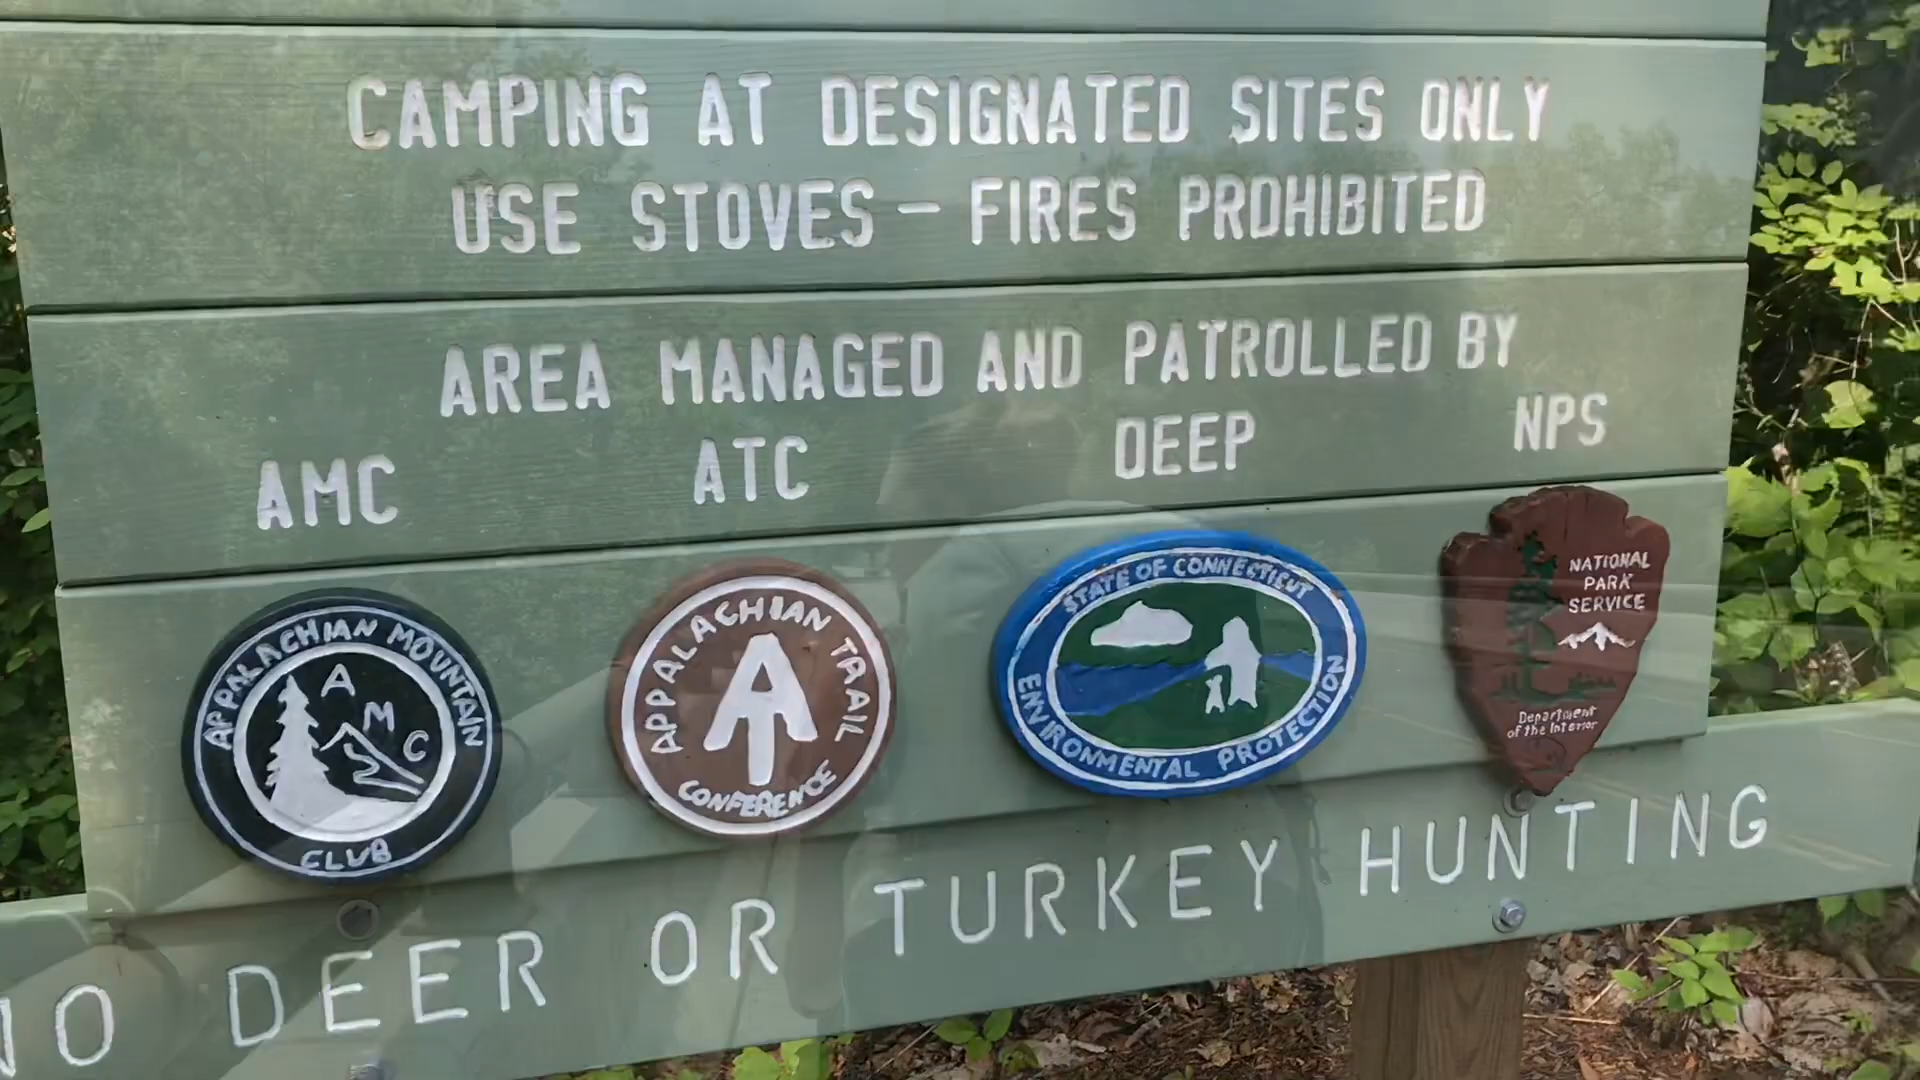 CAMPING AT DESIGNATED SITES ONLY
USE STOVES – FIRES PROHIBITED
AREA MANAGED AND PATROLLED BY
AMC ATC DEEP NPS
APPALACHIAN MOUNTAIN
A
M
C
CLUB
APPALACHIAN TRAIL
A
CONFERENCE
STATE OF CONNECTICUT
ENVIRONMENTAL PROTECTION
NATIONAL
PARK
SERVICE
Department
of the Interior
NO DEER OR TURKEY HUNTING